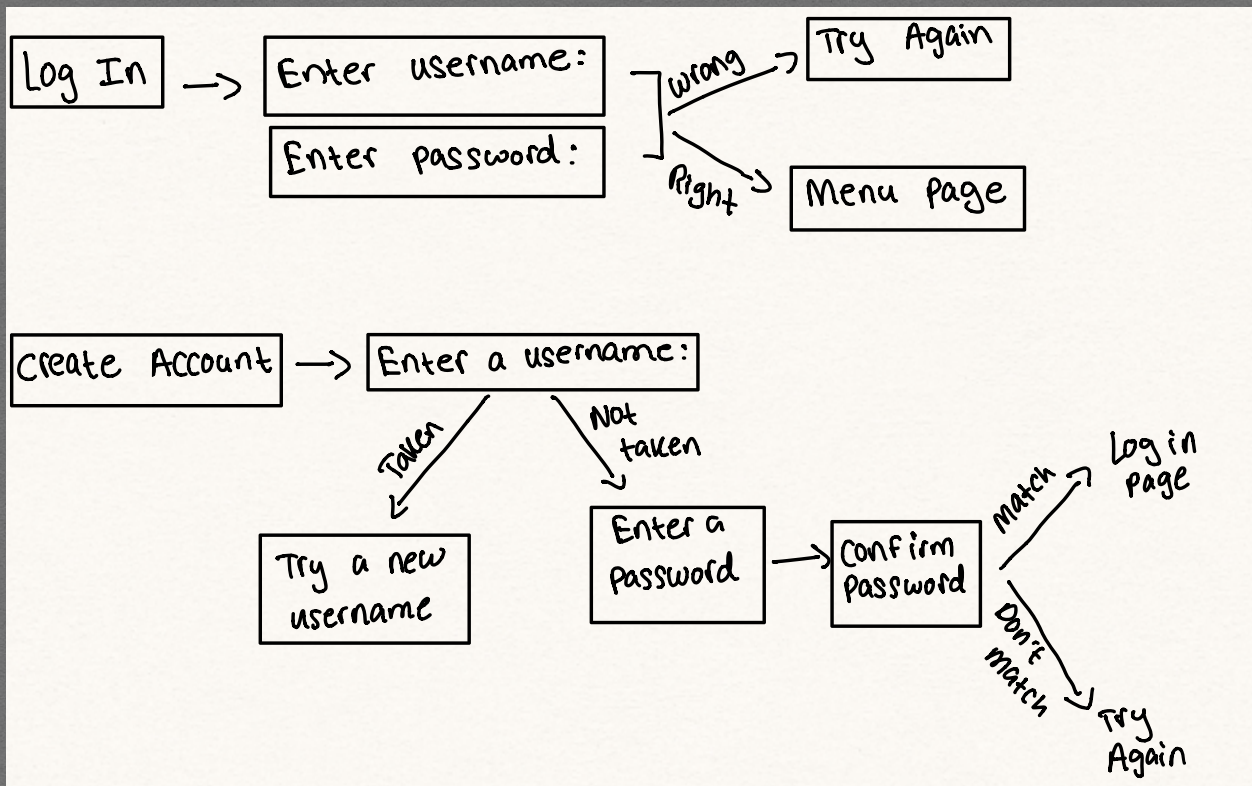 Log In
Enter username:
Enter password:
Wrong
Try Again
Right
Menu Page
Create Account
Enter a username:
Taken
Not
taken
Try a new
username
Enter a
password
Confirm
password
Match
Log in
page
Don't
match
Try
Again